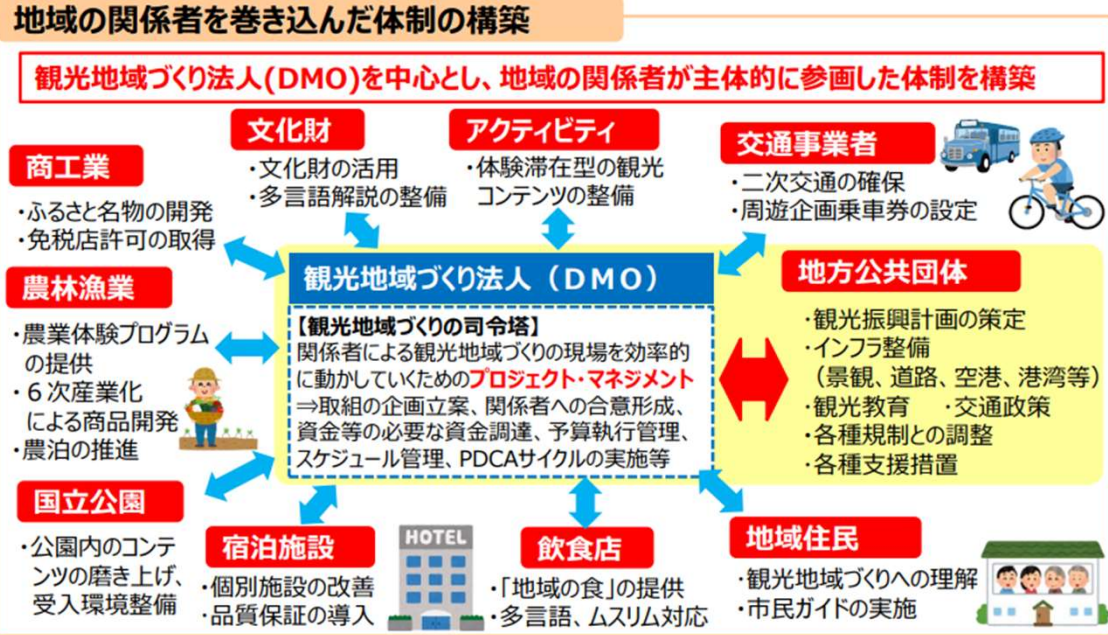 地域の関係者を巻き込んだ体制の構築
観光地域づくり法人(DMO)を中心とし、地域の関係者が主体的に参画した体制を構築
商工業
・ふるさと名物の開発
・免税店許可の取得
文化財
・文化財の活用
・多言語解説の整備
アクティビティ
・体験滞在型の観光
コンテンツの整備
交通事業者
・二次交通の確保
・周遊企画乗車券の設定
農林漁業
・農業体験プログラム
の提供
・６次産業化
による商品開発
・農泊の推進
観光地域づくり法人（ＤＭＯ）
【観光地域づくりの司令塔】
関係者による観光地域づくりの現場を効率的
に動かしていくためのプロジェクト・マネジメント
⇒取組の企画立案、関係者への合意形成、
資金等の必要な資金調達、予算執行管理、
スケジュール管理、PDCAサイクルの実施等
地方公共団体
・観光振興計画の策定
・インフラ整備
（景観、道路、空港、港湾等）
・観光教育　・交通政策
・各種規制との調整
・各種支援措置
国立公園
・公園内のコンテ
ンツの磨き上げ、
受入環境整備
宿泊施設
・個別施設の改善
・品質保証の導入
HOTEL
飲食店
・「地域の食」の提供
・多言語、ムスリム対応
地域住民
・観光地域づくりへの理解
・市民ガイドの実施